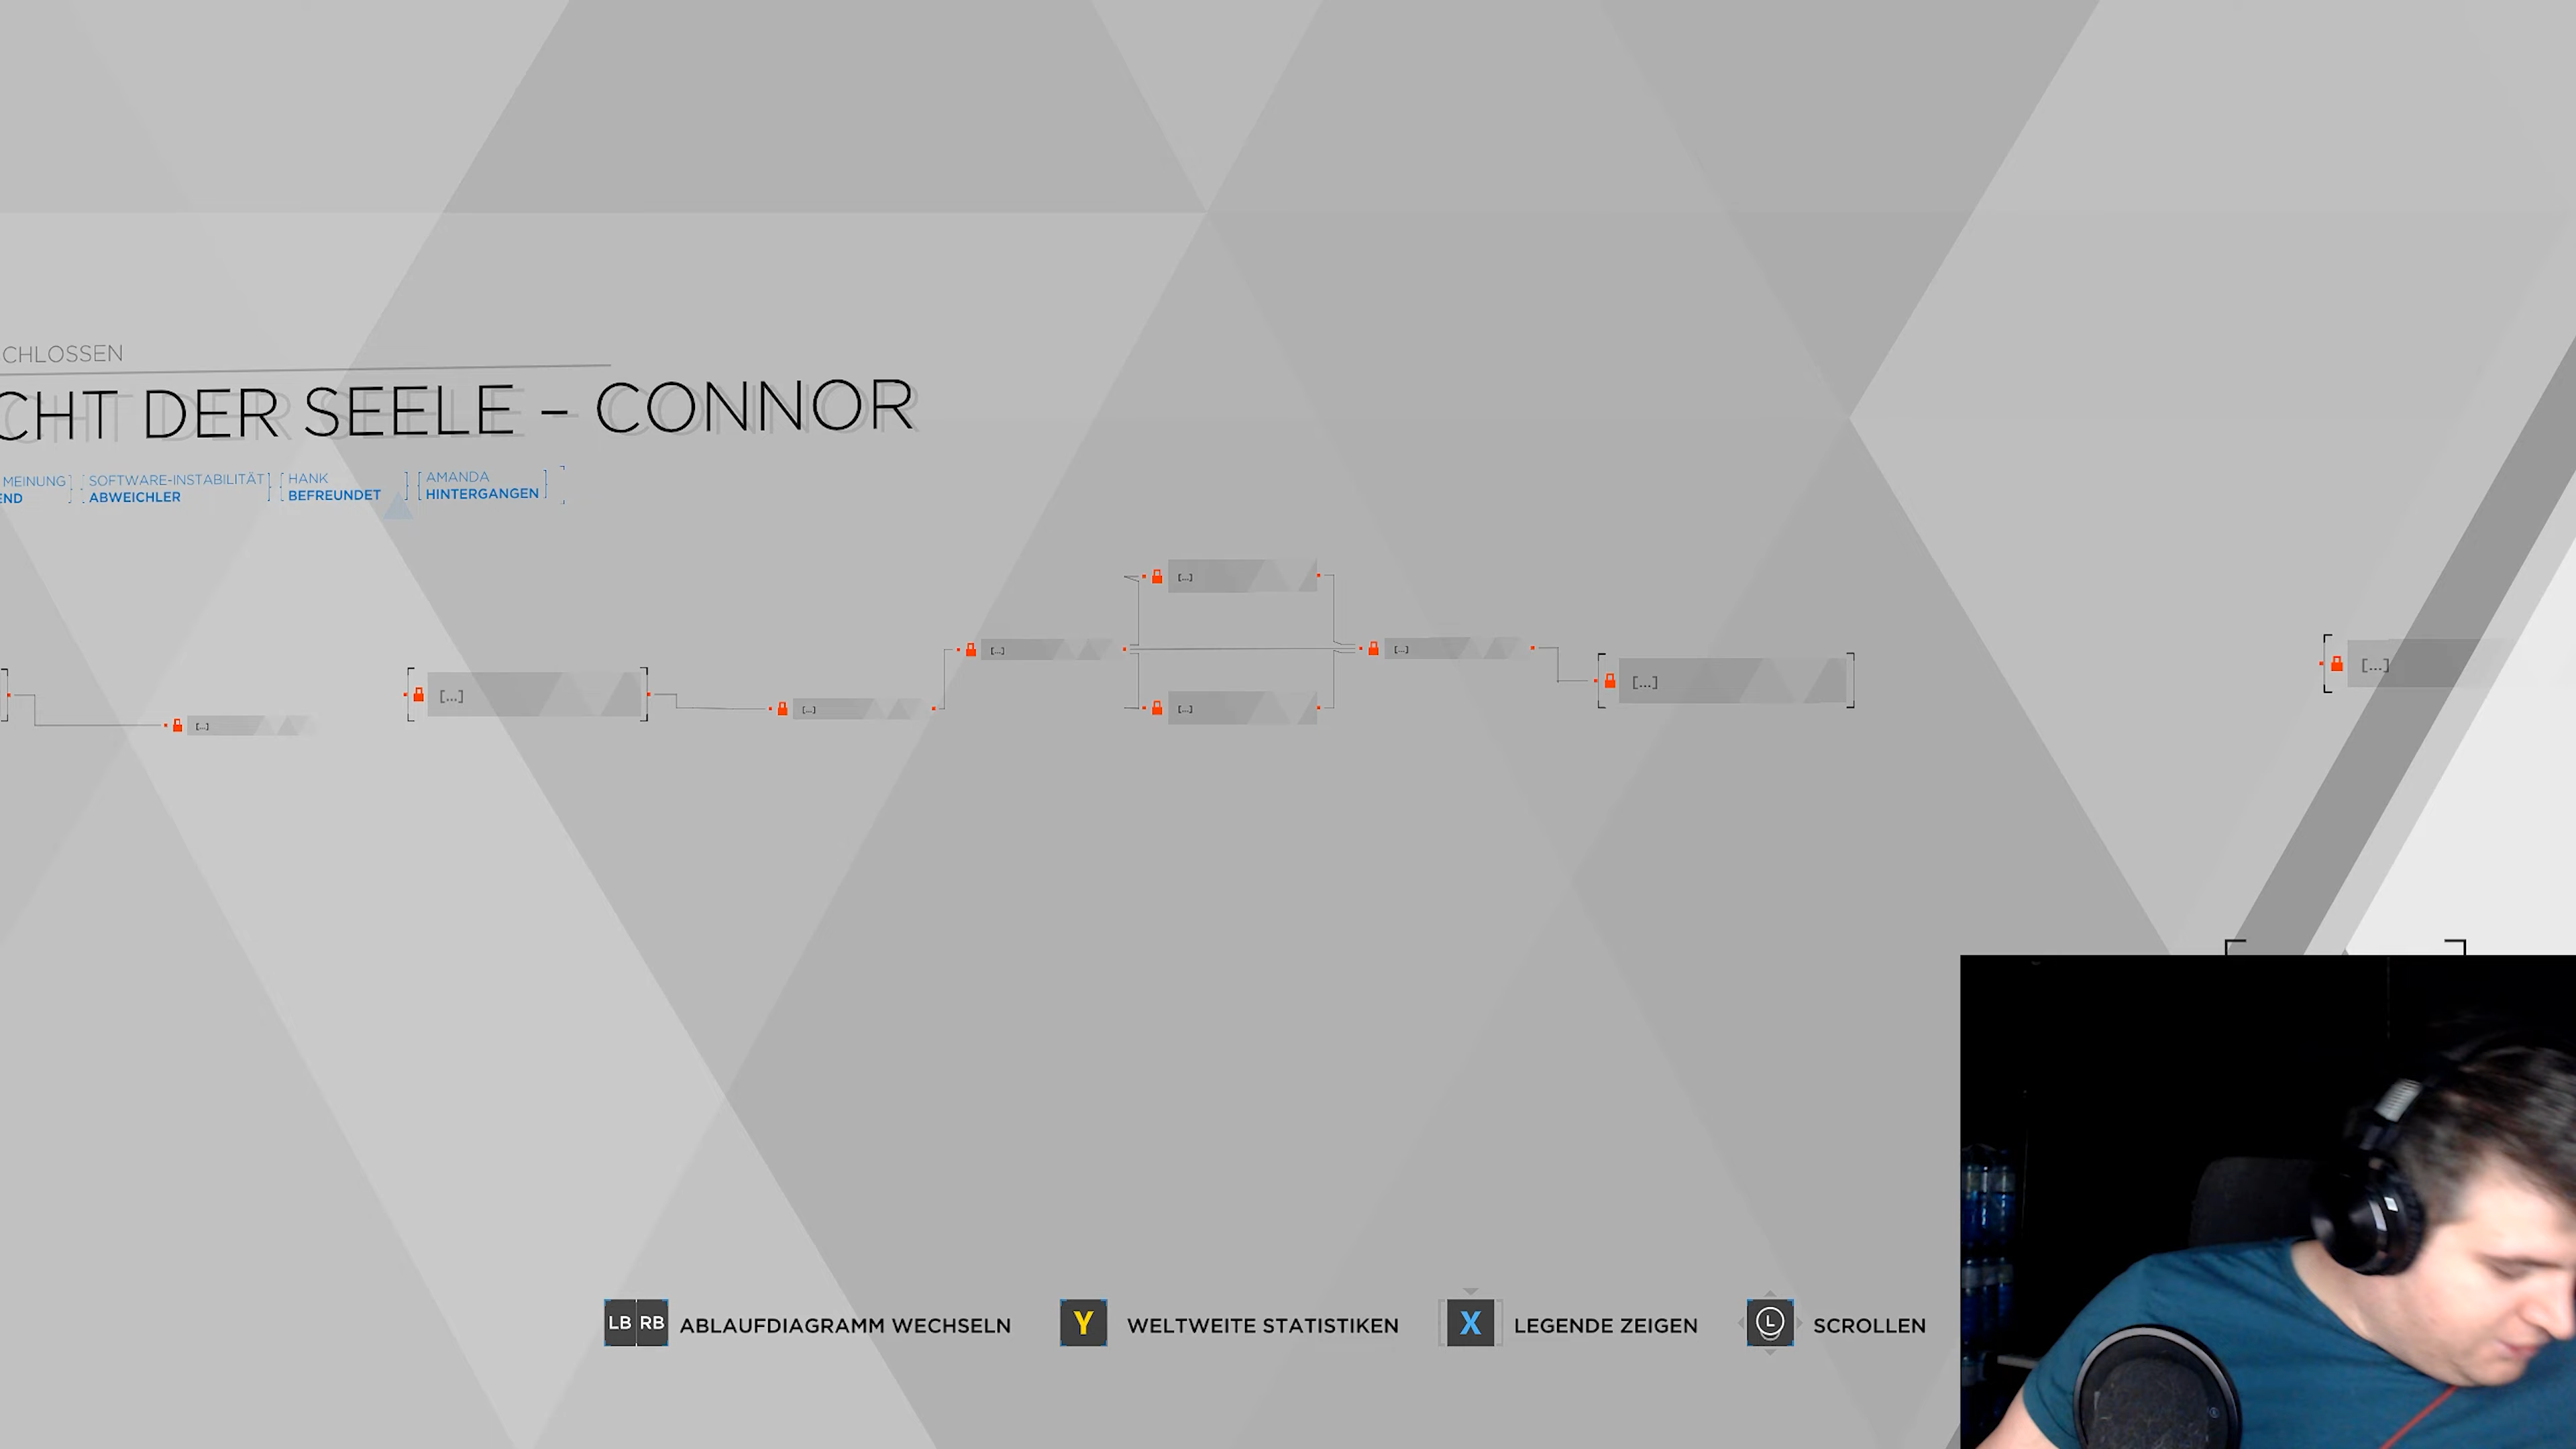 CHLOSSEN
CHT DER SEELE – CONNOR
MEINUNG SOFTWARE-INSTABILITÄT HANK AMANDA
END ABWEICHLER BEFREUNDET HINTERGANGEN
[...]
[...]
[...]
[...]
[...]
[...]
[...]
[...]
[...]
LB RB ABLAUFDIAGRAMM WECHSELN Y WELTWEITE STATISTIKEN X LEGENDE ZEIGEN L SCROLLEN